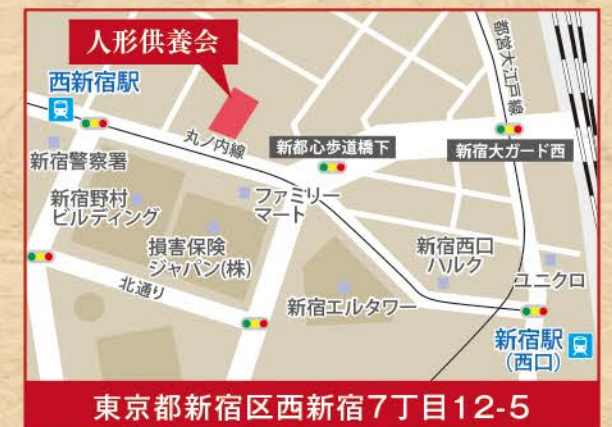 人形供養会
西新宿駅
都営大江戸線
丸ノ内線
新都心歩道橋下
新宿大ガード西
新宿警察署
新宿野村
ビルディング
ファミリー
マート
損害保険
ジャパン(株)
新宿西口
ハルク
ユニクロ
北通り
新宿エルタワー
新宿駅
(西口)
東京都新宿区西新宿7丁目12-5